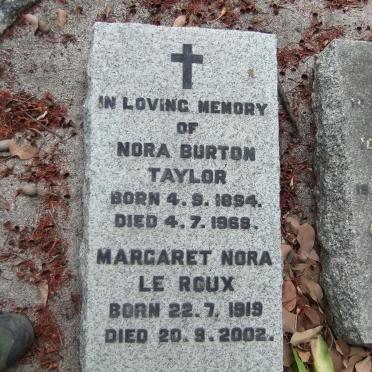 IN LOVING MEMORY
OF
NORA BURTON
TAYLOR
BORN 4.9.1894.
DIED 4.7.1969.
MARGARET NORA
LE ROUX
BORN 22.7.1919
DIED 20.9.2002.